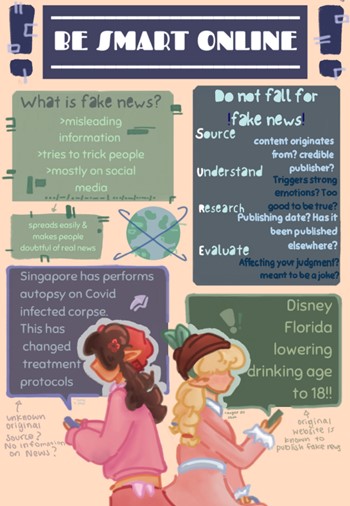 BE SMART ONLINE
What is fake news?
>misleading
information
>tries to trick people
>mostly on social
media
spreads easily &
makes people
doubtful of real news
Do not fall for
!fake news!
Source
content originates
from? credible
publisher?
Understand
Triggers strong
emotions? Too
good to be true?
Research
Publishing date? Has it
been published
elsewhere?
Evaluate
Affecting your judgment?
meant to be a joke?
Singapore has performs
autopsy on Covid
infected corpse.
This has
changed
treatment
protocols
Disney
Florida
lowering
drinking age
to 18!!
unknown
original
source?
No infomation
on News?
original
website is
known to
publish fake news